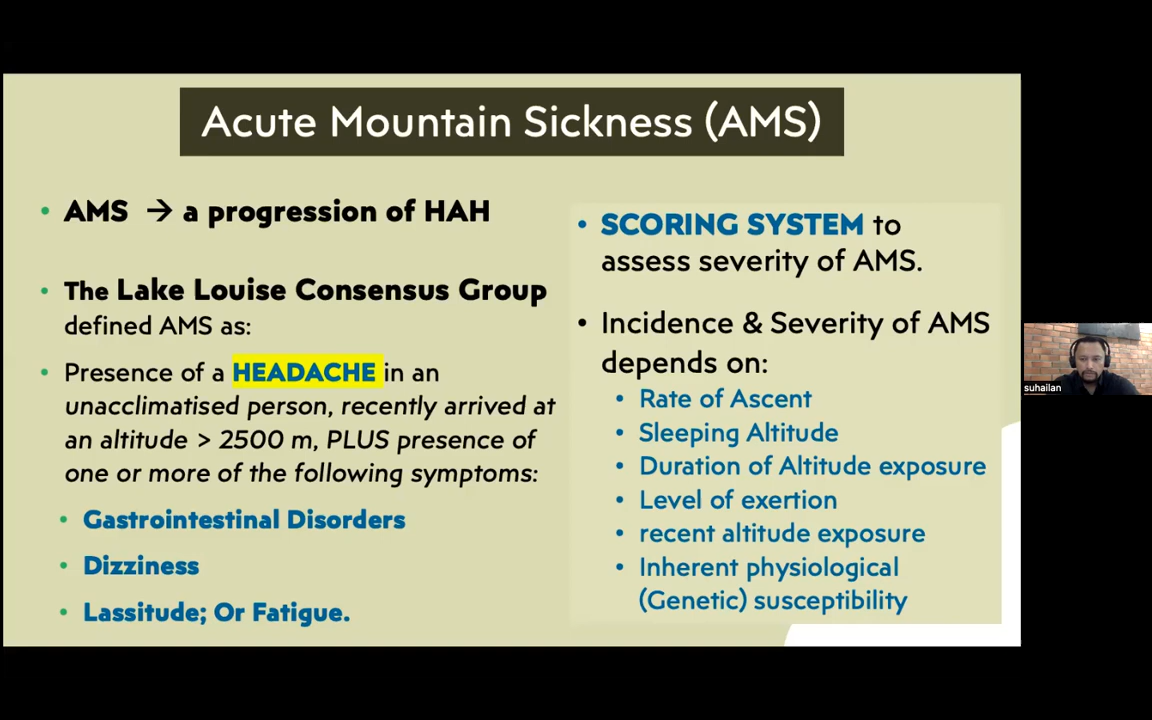 Acute Mountain Sickness (AMS)
• AMS → a progression of HAH
• The Lake Louise Consensus Group
defined AMS as:
• Presence of a HEADACHE in an
unacclimatised person, recently arrived at
an altitude > 2500 m, PLUS presence of
one or more of the following symptoms:
• Gastrointestinal Disorders
• Dizziness
• Lassitude; Or Fatigue.
• SCORING SYSTEM to
assess severity of AMS.
• Incidence & Severity of AMS
depends on:
• Rate of Ascent
• Sleeping Altitude
• Duration of Altitude exposure
• Level of exertion
• recent altitude exposure
• Inherent physiological
(Genetic) susceptibility
suhailan